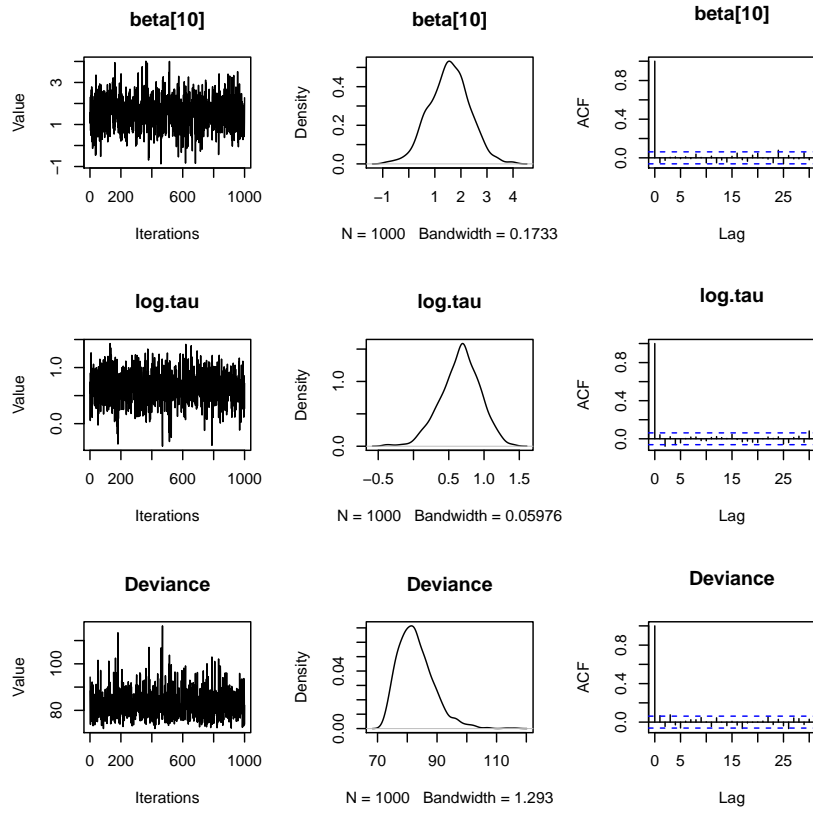 beta[10] beta[10] beta[10]
Value −1 1 3 Density 0.0 0.2 0.4 ACF 0.0 0.4 0.8
0 200 600 1000 −1 1 2 3 4 0 5 15 25
Iterations N = 1000 Bandwidth = 0.1733 Lag
log.tau log.tau log.tau
Value 0.0 1.0 Density 0.0 1.0 ACF 0.0 0.4 0.8
0 200 600 1000 −0.5 0.5 1.0 1.5 0 5 15 25
Iterations N = 1000 Bandwidth = 0.05976 Lag
Deviance Deviance Deviance
Value 80 100 Density 0.00 0.04 ACF 0.0 0.4 0.8
0 200 600 1000 70 90 110 0 5 15 25
Iterations N = 1000 Bandwidth = 1.293 Lag